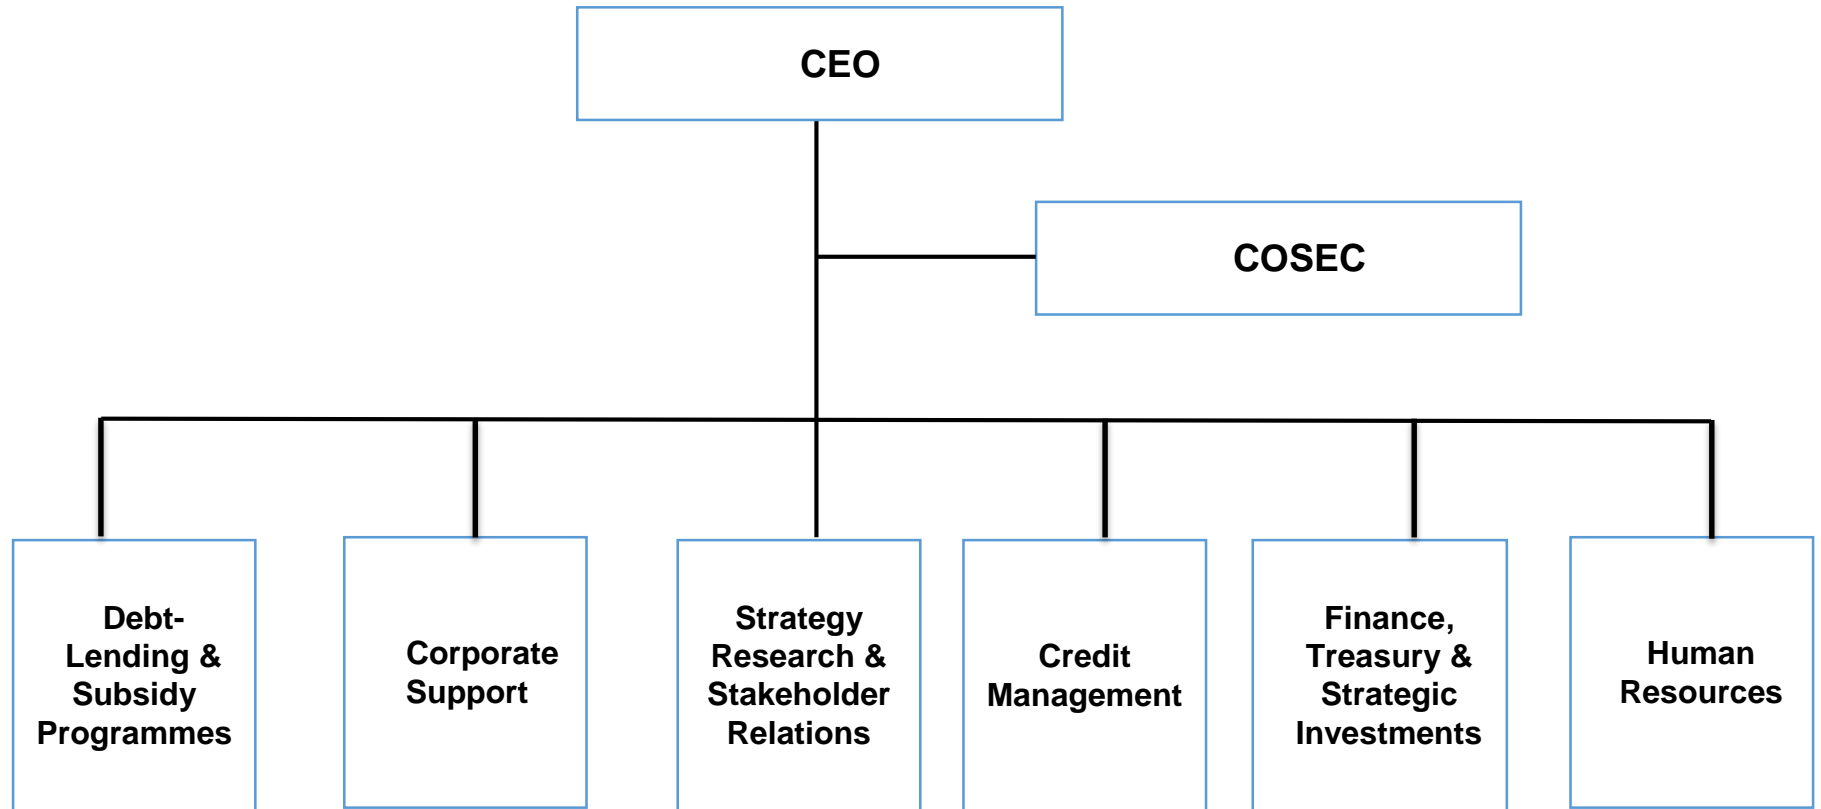 CEO
COSEC
Debt-
Lending &
Subsidy
Programmes
Corporate
Support
Strategy
Research &
Stakeholder
Relations
Credit
Management
Finance,
Treasury &
Strategic
Investments
Human
Resources